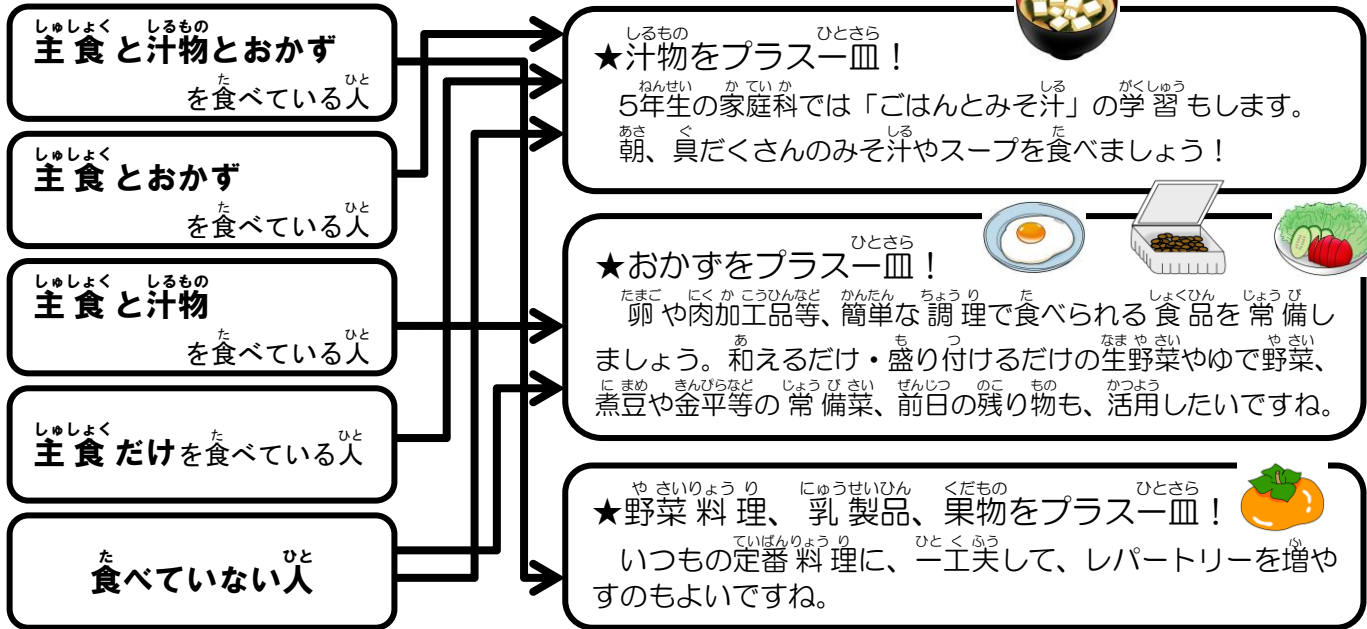 主食と汁物とおかず
を食べている人
主食とおかず
を食べている人
主食と汁物
を食べている人
主食だけを食べている人
食べていない人
★汁物をプラス一皿！
5年生の家庭科では「ごはんとみそ汁」の学習もします。
朝、具だくさんのみそ汁やスープを食べましょう！
★おかずをプラス一皿！
卵や肉加工品等、簡単な調理で食べられる食品を常備し
ましょう。和えるだけ・盛り付けるだけの生野菜やゆで野菜、
煮豆や金平等の常備菜、前日の残り物も、活用したいですね。
★野菜料理、乳製品、果物をプラス一皿！
いつもの定番料理に、一工夫して、レパートリーを増や
すのもよいですね。